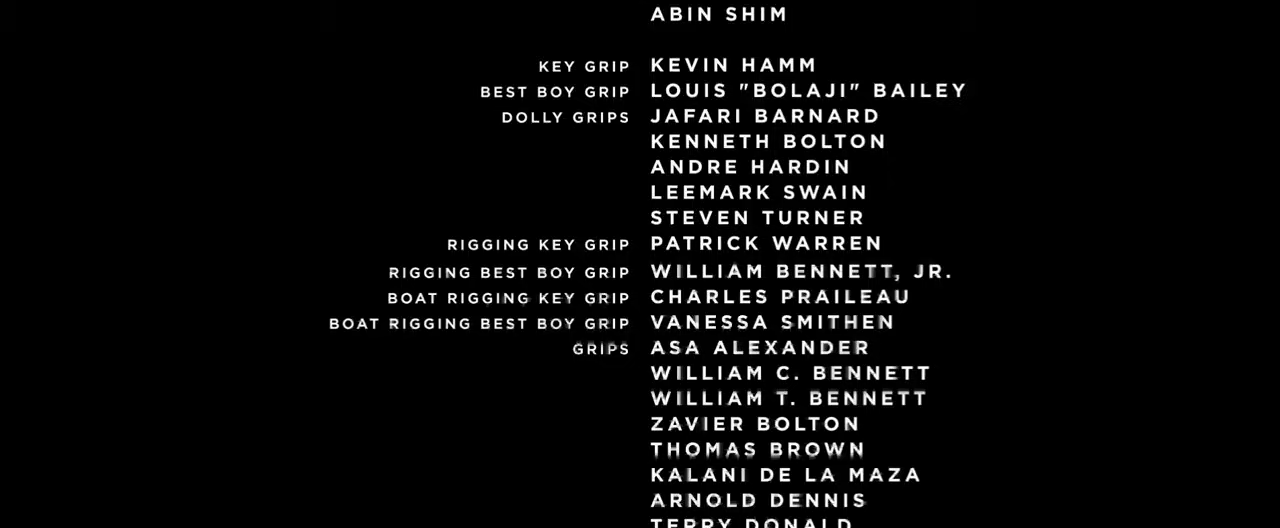 ABIN SHIM
KEY GRIP KEVIN HAMM
BEST BOY GRIP LOUIS "BOLAJI" BAILEY
DOLLY GRIPS JAFARI BARNARD
KENNETH BOLTON
ANDRE HARDIN
LEEMARK SWAIN
STEVEN TURNER
RIGGING KEY GRIP PATRICK WARREN
RIGGING BEST BOY GRIP WILLIAM BENNETT, JR.
BOAT RIGGING KEY GRIP CHARLES PRAILEAU
BOAT RIGGING BEST BOY GRIP VANESSA SMITHEN
GRIPS ASA ALEXANDER
WILLIAM C. BENNETT
WILLIAM T. BENNETT
ZAVIER BOLTON
THOMAS BROWN
KALANI DE LA MAZA
ARNOLD DENNIS
TERRY DONALD